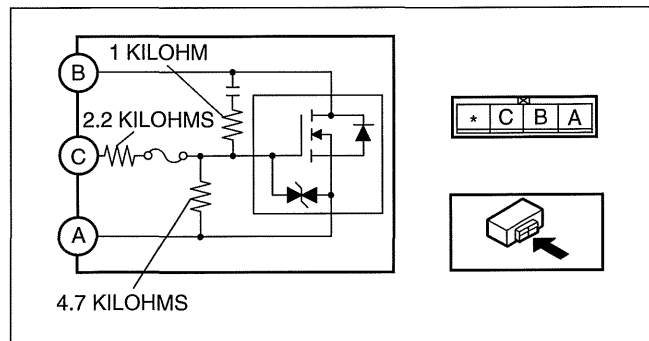 1 KILOHM
B
2.2 KILOHMS
C
A
4.7 KILOHMS
* C B A